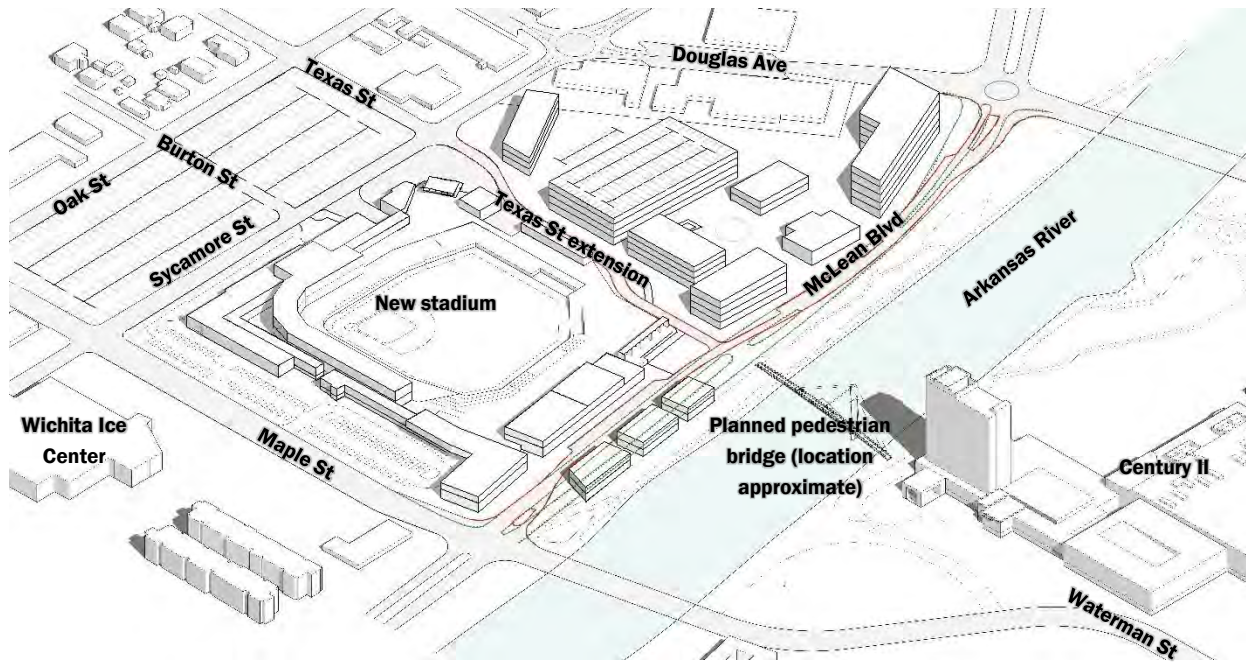 Douglas Ave
Texas St
Burton St
Oak St
Sycamore St
Texas St extension
McLean Blvd
Arkansas River
New stadium
Wichita Ice
Center
Maple St
Planned pedestrian
bridge (location
approximate)
Century II
Waterman St